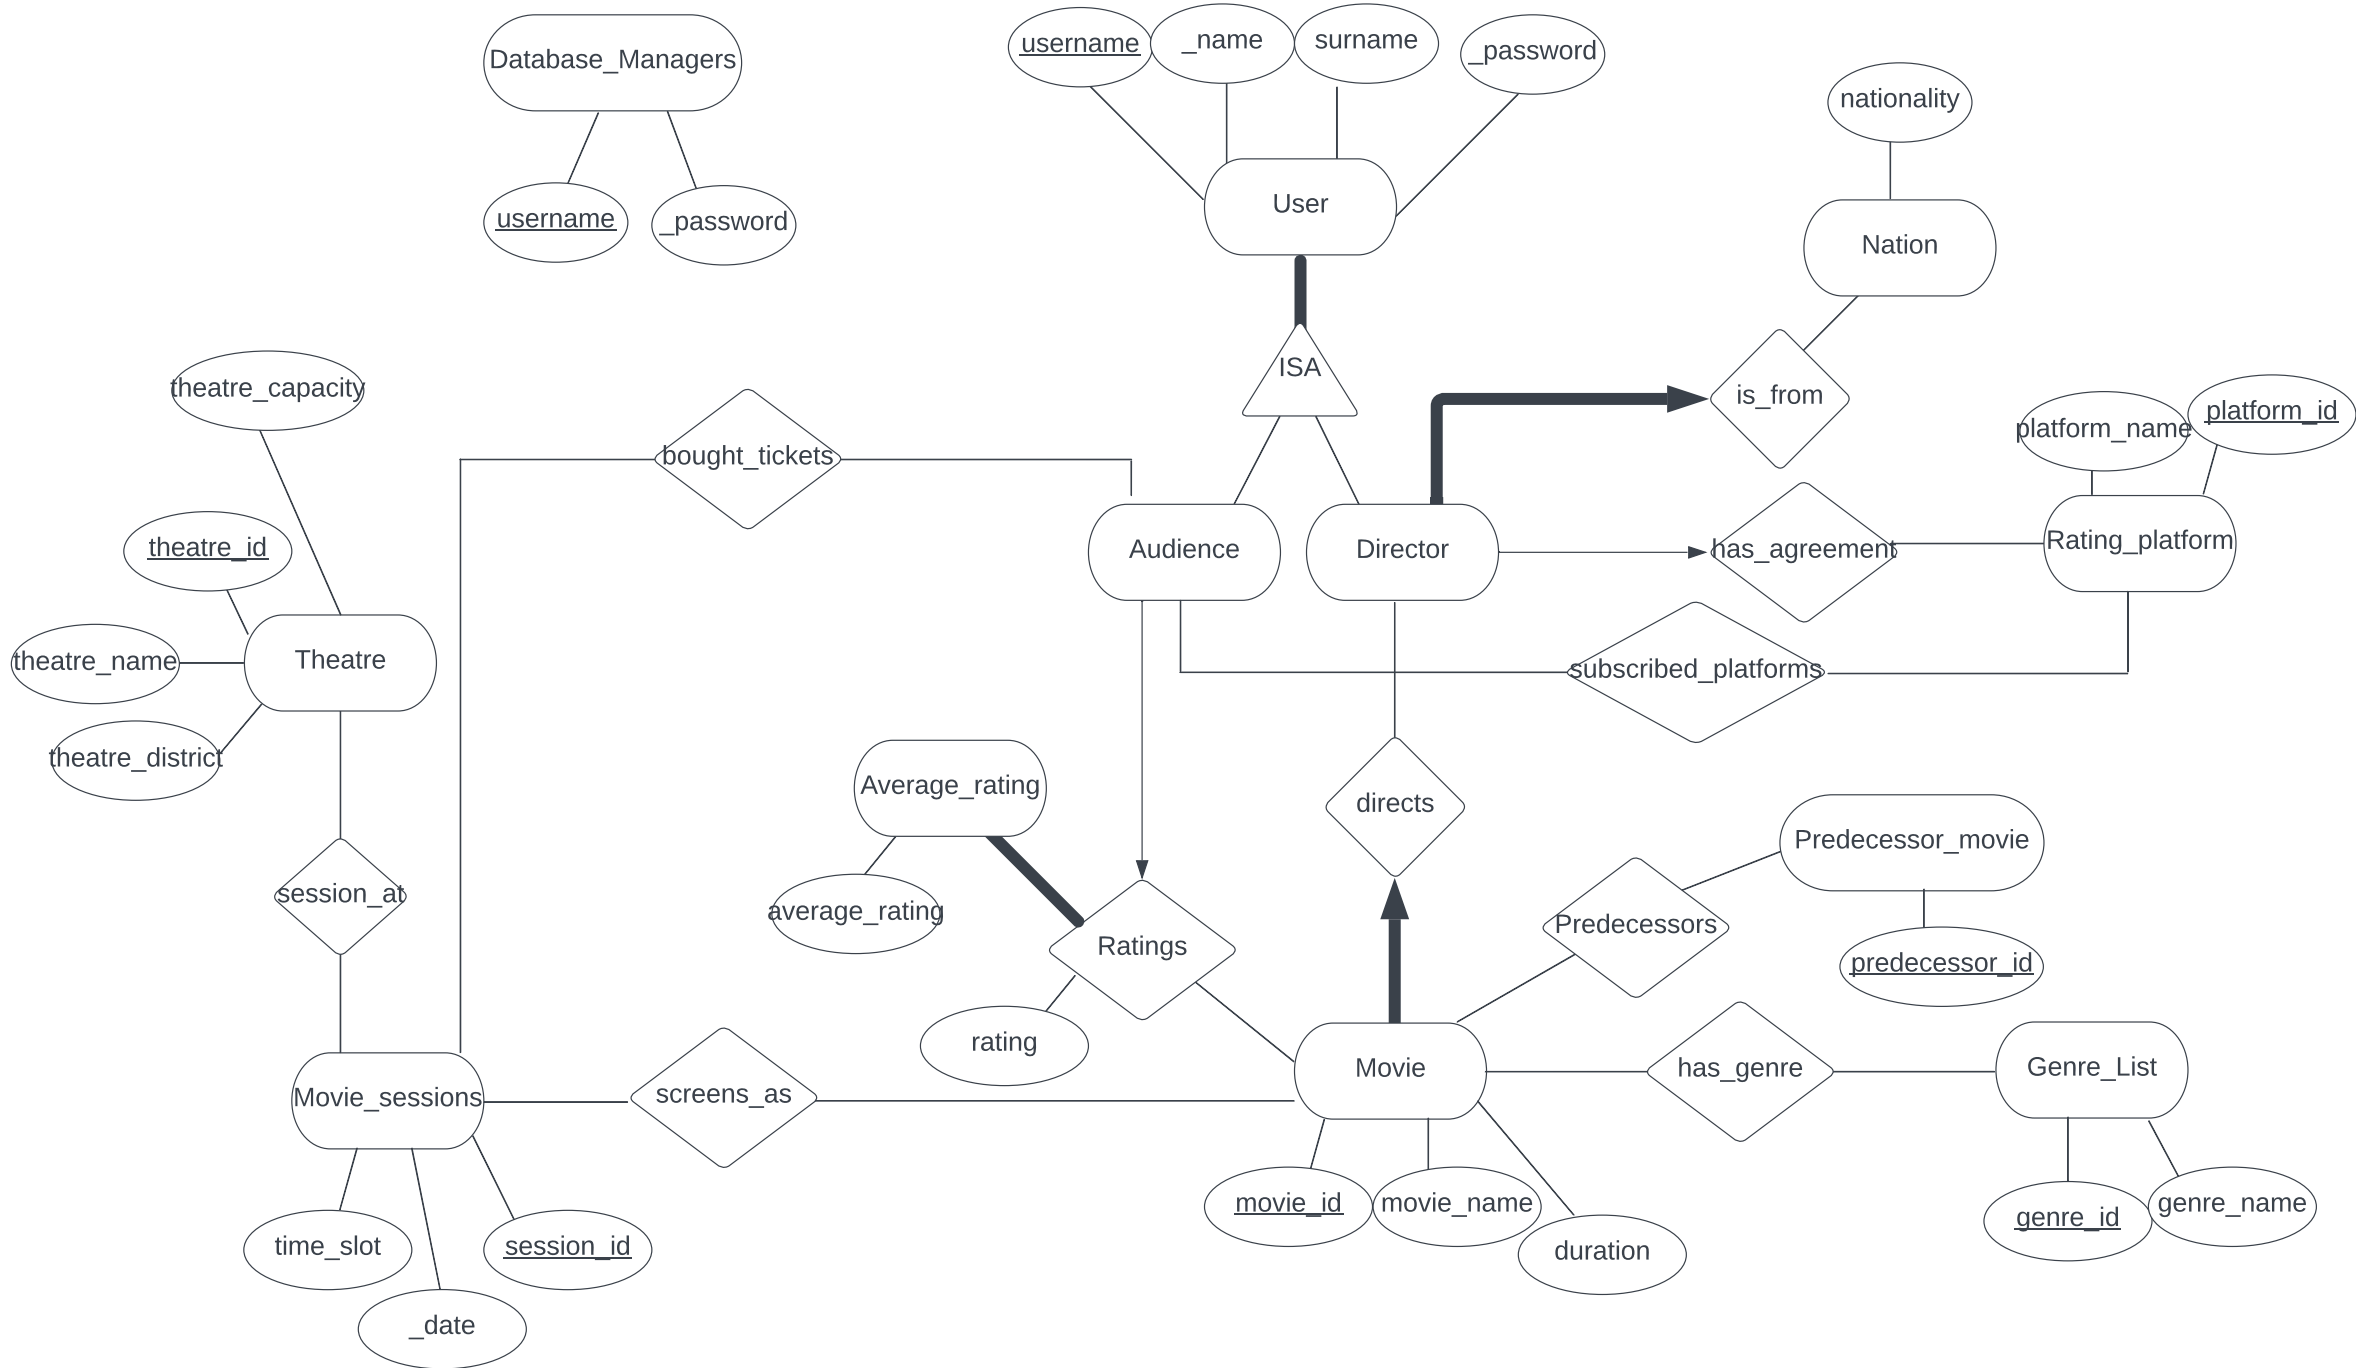 Database_Managers
username
_password
username
_name
surname
_password
User
nationality
Nation
ISA
is_from
theatre_capacity
bought_tickets
platform_name
platform_id
theatre_id
Audience
Director
has_agreement
Rating_platform
theatre_name
Theatre
subscribed_platforms
theatre_district
Average_rating
directs
Predecessor_movie
session_at
average_rating
Ratings
Predecessors
predecessor_id
rating
Movie_sessions
screens_as
Movie
has_genre
Genre_List
time_slot
session_id
_date
movie_id
movie_name
duration
genre_id
genre_name